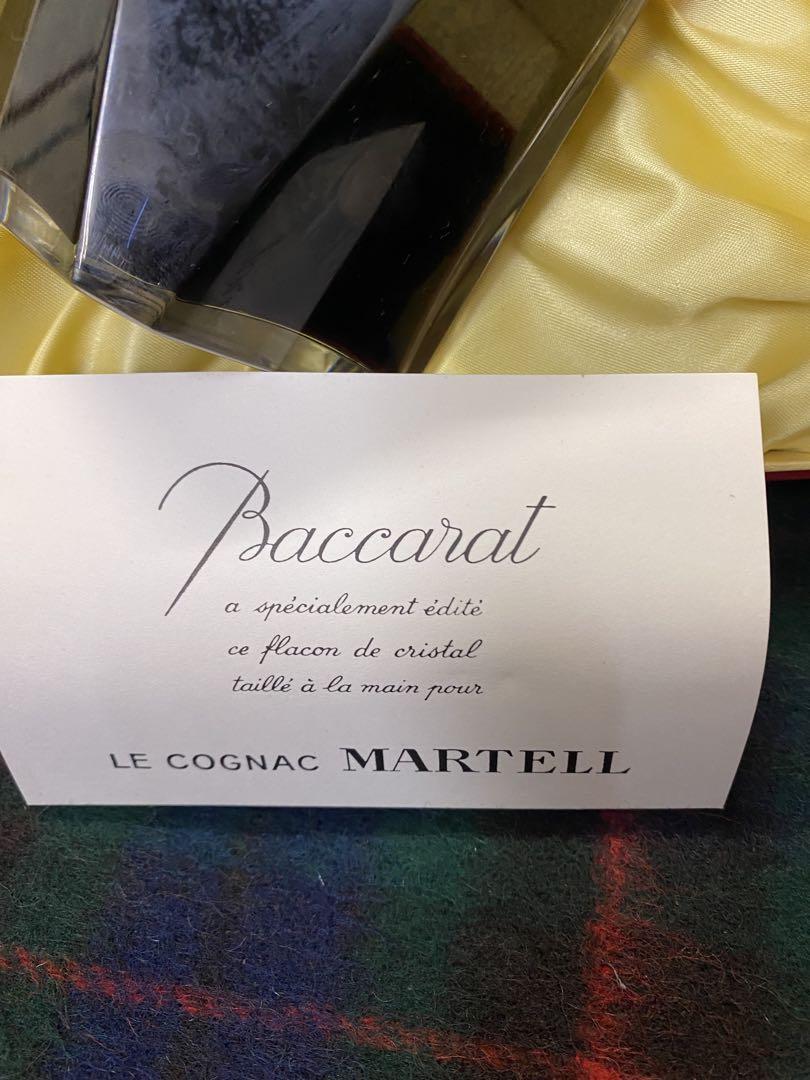 Baccarat
a spécialement édité
ce flacon de cristal
taillé à la main pour
LE COGNAC MARTELL